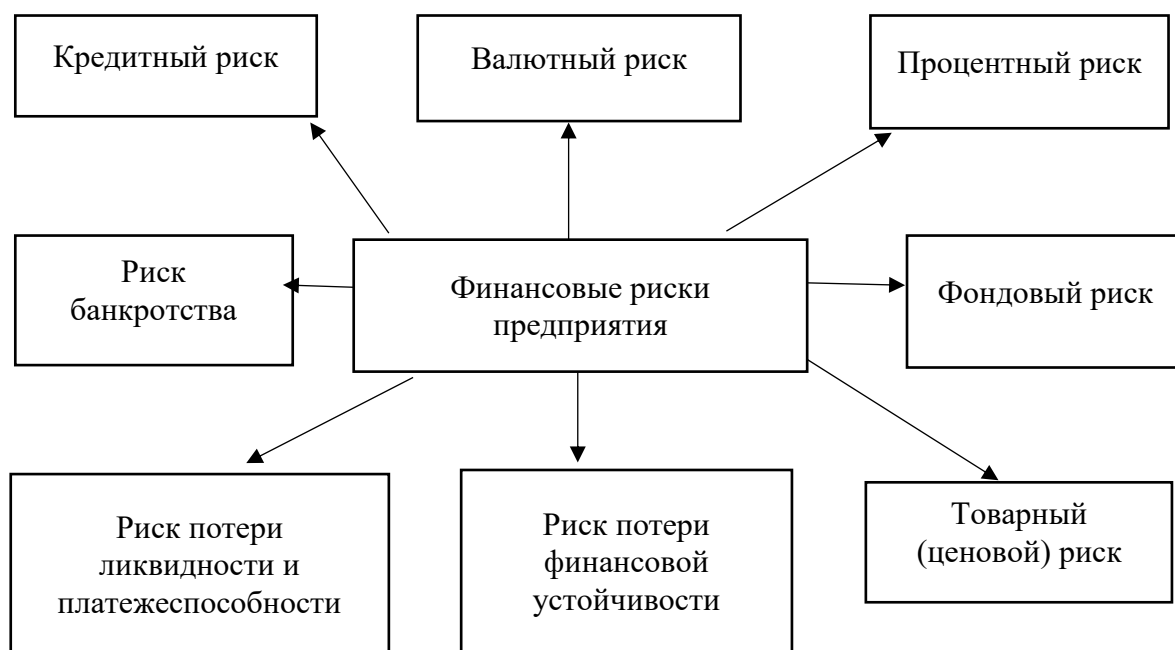 Кредитный риск
Валютный риск
Процентный риск
Риск
банкротства
Финансовые риски
предприятия
Фондовый риск
Риск потери
ликвидности и
платежеспособности
Риск потери
финансовой
устойчивости
Товарный
(ценовой) риск